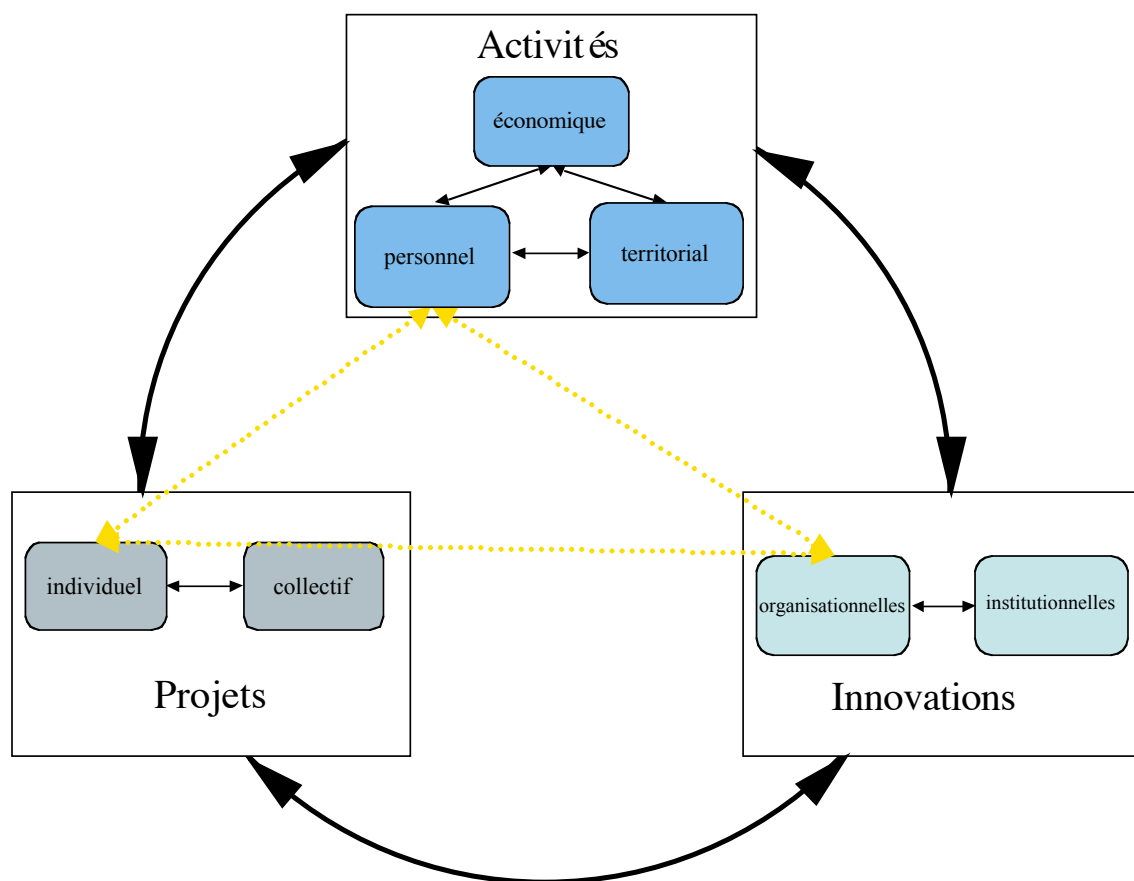 Activités
économique
personnel
territorial
individuel
collectif
Projets
organisationnelles
institutionnelles
Innovations